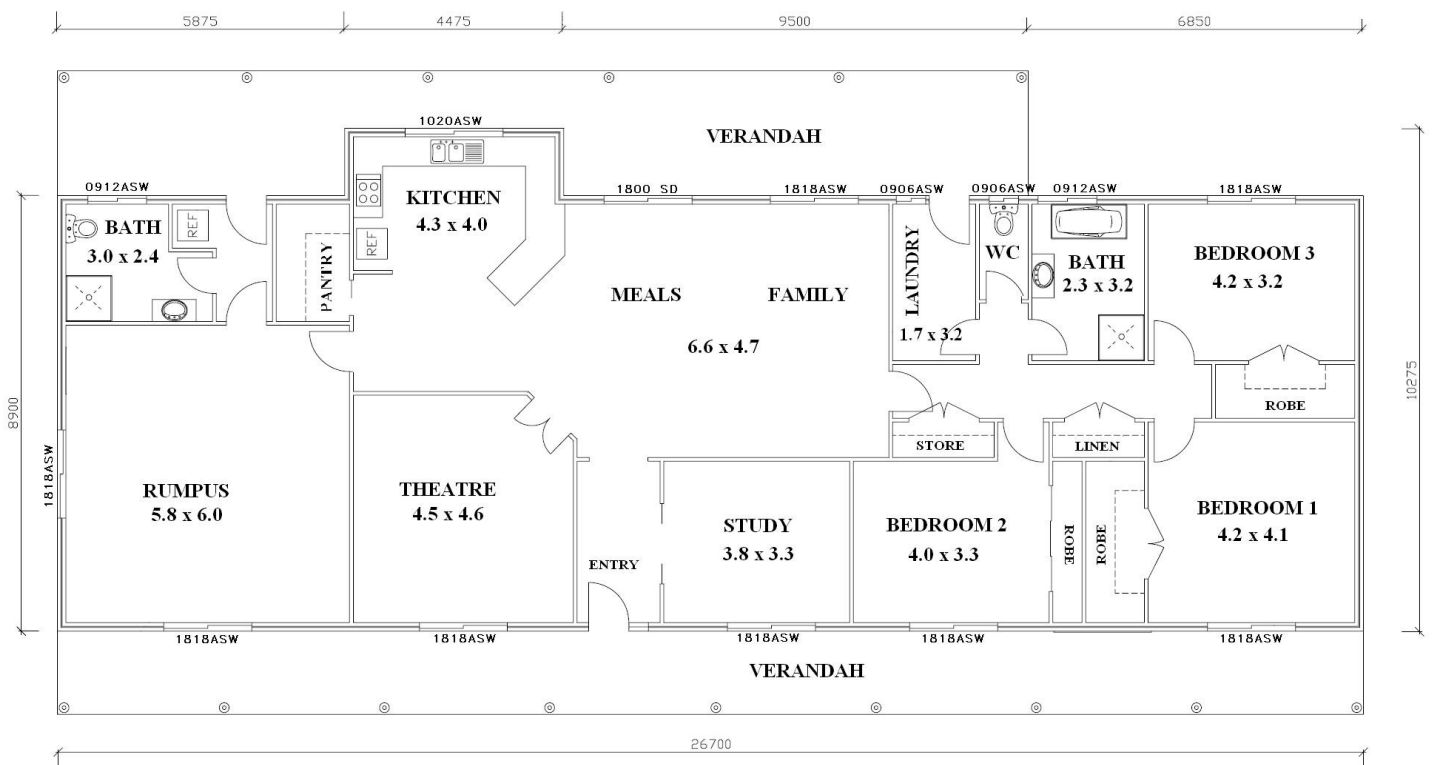 5875
4475
9500
6850
1020ASW
VERANDAH
0912ASW
1800 SD
1818ASW
0906ASW
0906ASW
0912ASW
1818ASW
BATH
3.0 x 2.4
REF
PANTRY
KITCHEN
4.3 x 4.0
REF
MEALS
FAMILY
6.6 x 4.7
LAUNDRY
1.7 x 3.2
WC
BATH
2.3 x 3.2
BEDROOM 3
4.2 x 3.2
ROBE
8900
10275
1818ASW
RUMPUS
5.8 x 6.0
THEATRE
4.5 x 4.6
ENTRY
STUDY
3.8 x 3.3
STORE
BEDROOM 2
4.0 x 3.3
LINEN
ROBE
ROBE
BEDROOM 1
4.2 x 4.1
1818ASW
1818ASW
1818ASW
1818ASW
1818ASW
VERANDAH
26700